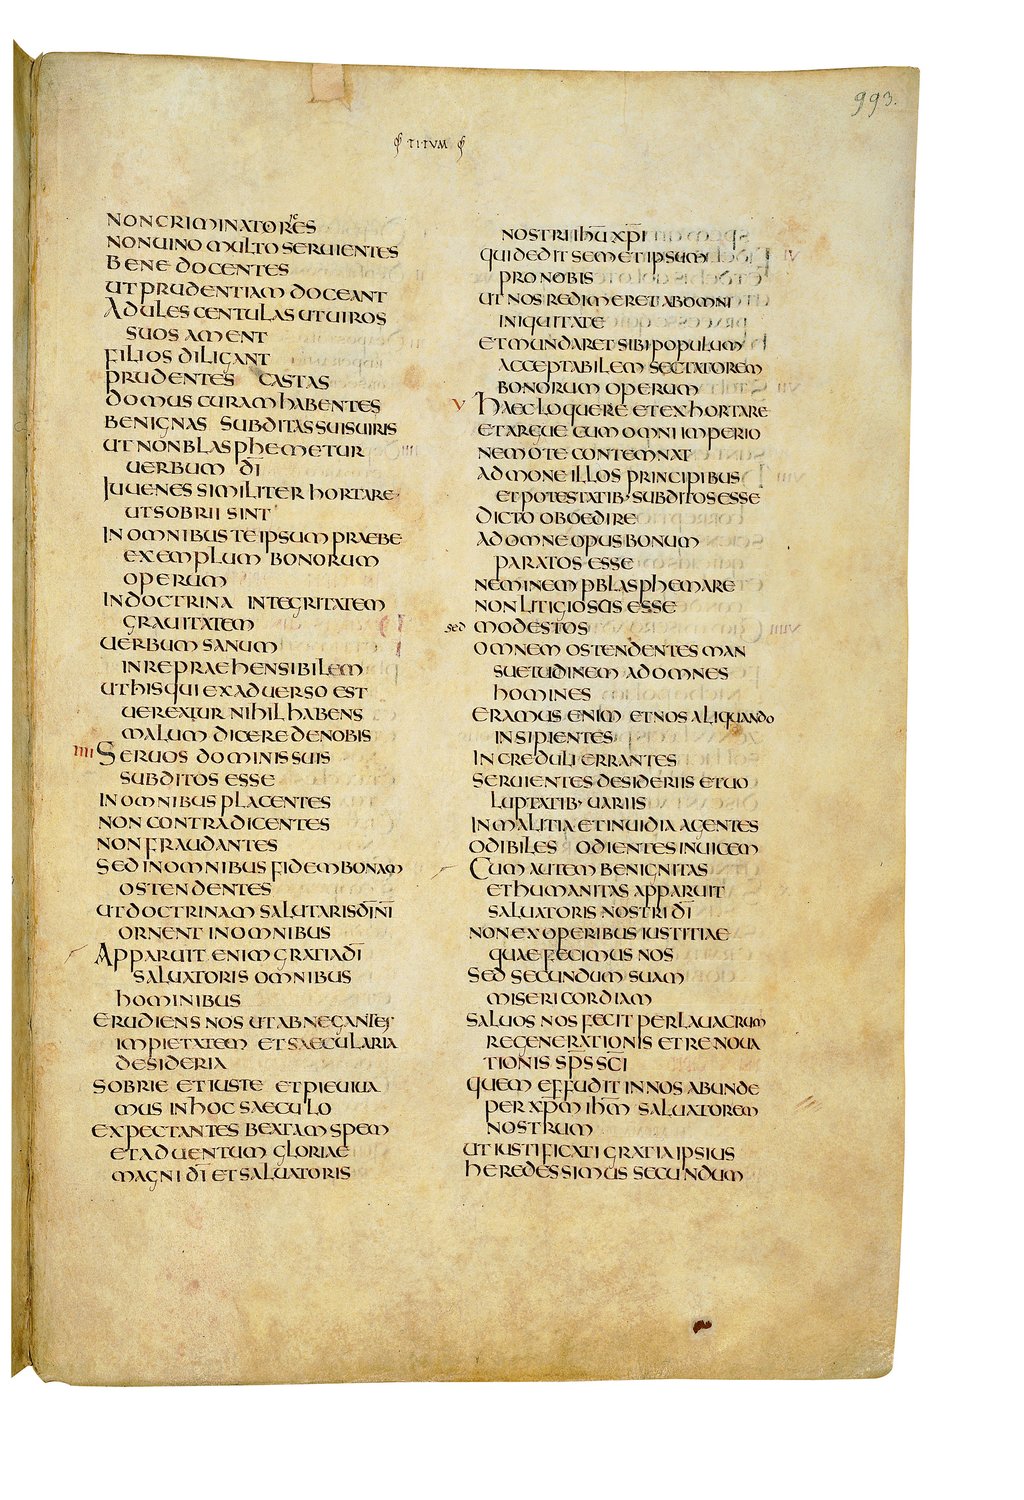 993.
TITUM
NON CRIMINATORES
NON UINO MULTO SERUIENTES
BENE DOCENTES
UT PRUDENTIAM DOCEANT
ADULESCENTULAS UT UIROS
SUOS AMENT
FILIOS DILIGANT
PRUDENTES CASTAS
DOMUS CURAM HABENTES
BENIGNAS SUBDITAS SUIS UIRIS
UT NON BLASPHEMETUR
UERBUM DĪ
IUUENES SIMILITER HORTARE
UT SOBRII SINT
IN OMNIBUS TE IPSUM PRAEBE
EXEMPLUM BONORUM
OPERUM
IN DOCTRINA INTEGRITATEM
GRAUITATEM
UERBUM SANUM
INREPRAEHENSIBILEM
UT HIS QUI EX ADUERSO EST
UEREATUR NIHIL HABENS
MALUM DICERE DE NOBIS
IIII SERUOS DOMINIS SUIS
SUBDITOS ESSE
IN OMNIBUS PLACENTES
NON CONTRADICENTES
NON FRAUDANTES
SED IN OMNIBUS FIDEM BONAM
OSTENDENTES
UT DOCTRINAM SALUTARIS DĪ NĪ
ORNENT IN OMNIBUS
APPARUIT ENIM GRATIA DĪ
SALUATORIS OMNIBUS
HOMINIBUS
ERUDIENS NOS UT ABNEGANTES
IMPIETATEM ET SAECULARIA
DESIDERIA
SOBRIE ET IUSTE ET PIE UIUA
MUS IN HOC SAECULO
EXPECTANTES BEATAM SPEM
ET ADUENTUM GLORIAE
MAGNI DĪ ET SALUATORIS
NOSTRI IHŪ XPĪ
QUI DEDIT SEMET IPSUM
PRO NOBIS
UT NOS REDIMERET AB OMNI
INIQUITATE
ET MUNDARET SIBI POPULUM
ACCEPTABILEM SECTATOREM
BONORUM OPERUM
V HAEC LOQUERE ET EXHORTARE
ET ARGUE CUM OMNI IMPERIO
NEMO TE CONTEMNAT
ADMONE ILLOS PRINCIPIBUS
ET POTESTATIB· SUBDITOS ESSE
DICTO OBOEDIRE
AD OMNE OPUS BONUM
PARATOS ESSE
NEMINEM BLASPHEMARE
NON LITIGIOSOS ESSE
sed MODESTOS
OMNEM OSTENDENTES MAN
SUETUDINEM AD OMNES
HOMINES
ERAMUS ENIM ET NOS ALIQUANDO
INSIPIENTES
INCREDULI ERRANTES
SERUIENTES DESIDERIIS ET UO
LUPTATIB· UARIIS
IN MALITIA ET INUIDIA AGENTES
ODIBILES ODIENTES INUICEM
CUM AUTEM BENIGNITAS
ET HUMANITAS APPARUIT
SALUATORIS NOSTRI DĪ
NON EX OPERIBUS IUSTITIAE
QUAE FECIMUS NOS
SED SECUNDUM SUAM
MISERICORDIAM
SALUOS NOS FECIT PER LAUACRUM
REGENERATIONIS ET RENOUA
TIONIS SP̄S SC̄I
QUEM EFFUDIT IN NOS ABUNDE
PER XP̄M IH̄M SALUATOREM
NOSTRUM
UT IUSTIFICATI GRATIA IPSIUS
HEREDES SIMUS SECUNDUM